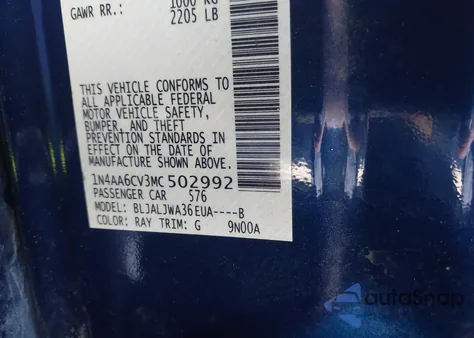 GAWR RR.: 1000 KG
2205 LB
THIS VEHICLE CONFORMS TO
ALL APPLICABLE FEDERAL
MOTOR VEHICLE SAFETY,
BUMPER, AND THEFT
PREVENTION STANDARDS IN
EFFECT ON THE DATE OF
MANUFACTURE SHOWN ABOVE.
1N4AA6CV3MC502992
PASSENGER CAR 576
MODEL: BLJALJWA36EUA----B
COLOR: RAY TRIM: G 9N00A
autoSnap